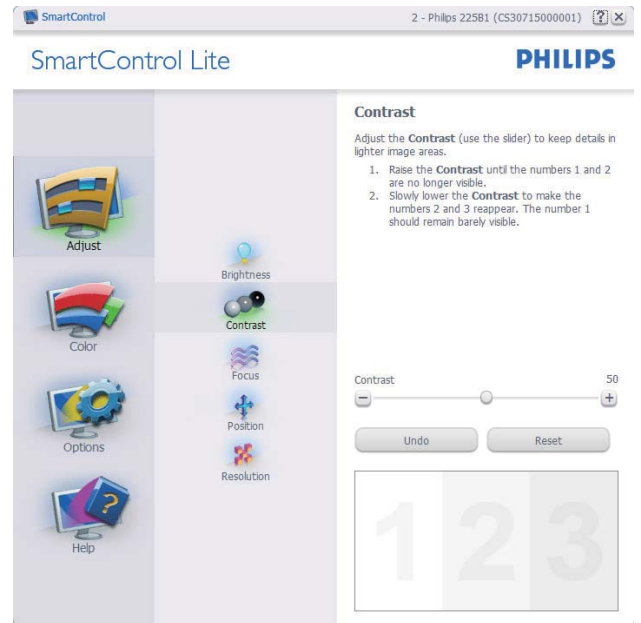 SmartControl
2 - Philips 225B1 (CS30715000001)
?
SmartControl Lite
PHILIPS
Adjust
Color
Options
?
Help
Brightness
Contrast
Focus
Position
Resolution
Contrast
Adjust the Contrast (use the slider) to keep details in
lighter image areas.
1. Raise the Contrast until the numbers 1 and 2
are no longer visible.
2. Slowly lower the Contrast to make the
numbers 2 and 3 reappear. The number 1
should remain barely visible.
Contrast 50
Undo Reset
1 2 3